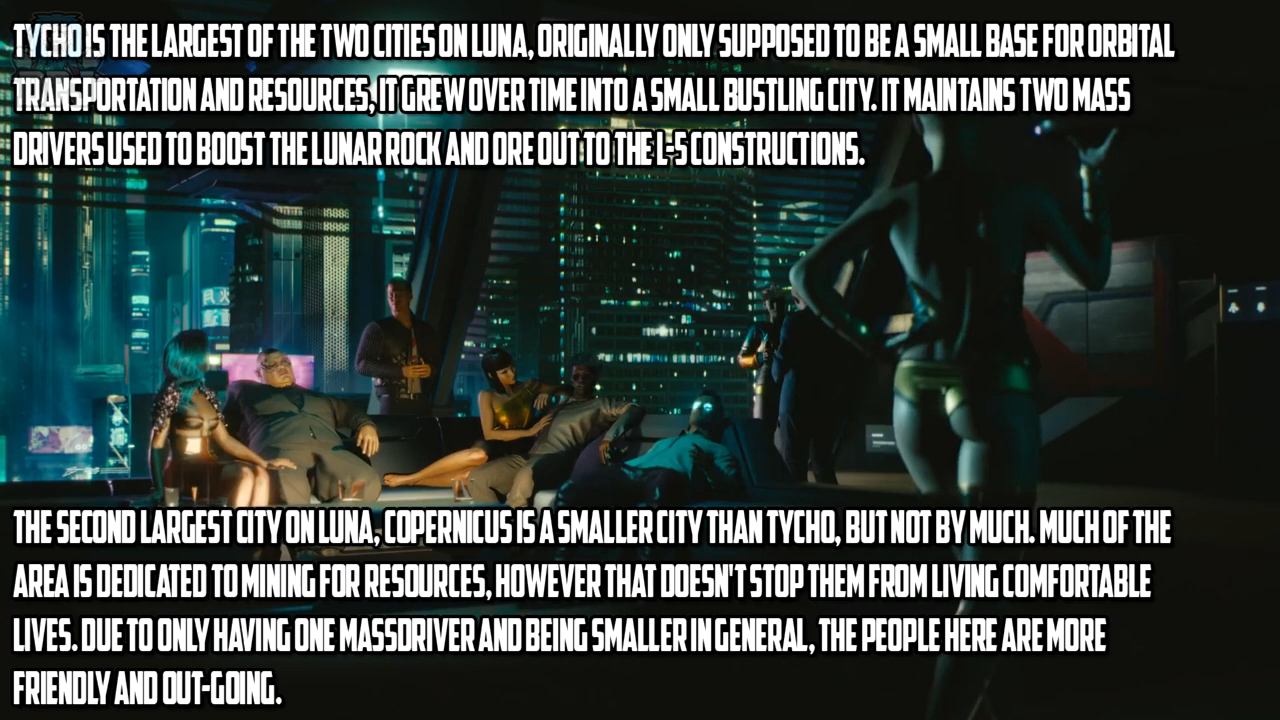 TYCHO IS THE LARGEST OF THE TWO CITIES ON LUNA, ORIGINALLY ONLY SUPPOSED TO BE A SMALL BASE FOR ORBITAL
TRANSPORTATION AND RESOURCES, IT GREW OVER TIME INTO A SMALL BUSTLING CITY. IT MAINTAINS TWO MASS
DRIVERS USED TO BOOST THE LUNAR ROCK AND ORE OUT TO THE L-5 CONSTRUCTIONS.
THE SECOND LARGEST CITY ON LUNA, COPERNICUS IS A SMALLER CITY THAN TYCHO, BUT NOT BY MUCH. MUCH OF THE
AREA IS DEDICATED TO MINING FOR RESOURCES, HOWEVER THAT DOESN'T STOP THEM FROM LIVING COMFORTABLE
LIVES. DUE TO ONLY HAVING ONE MASSDRIVER AND BEING SMALLER IN GENERAL, THE PEOPLE HERE ARE MORE
FRIENDLY AND OUT-GOING.